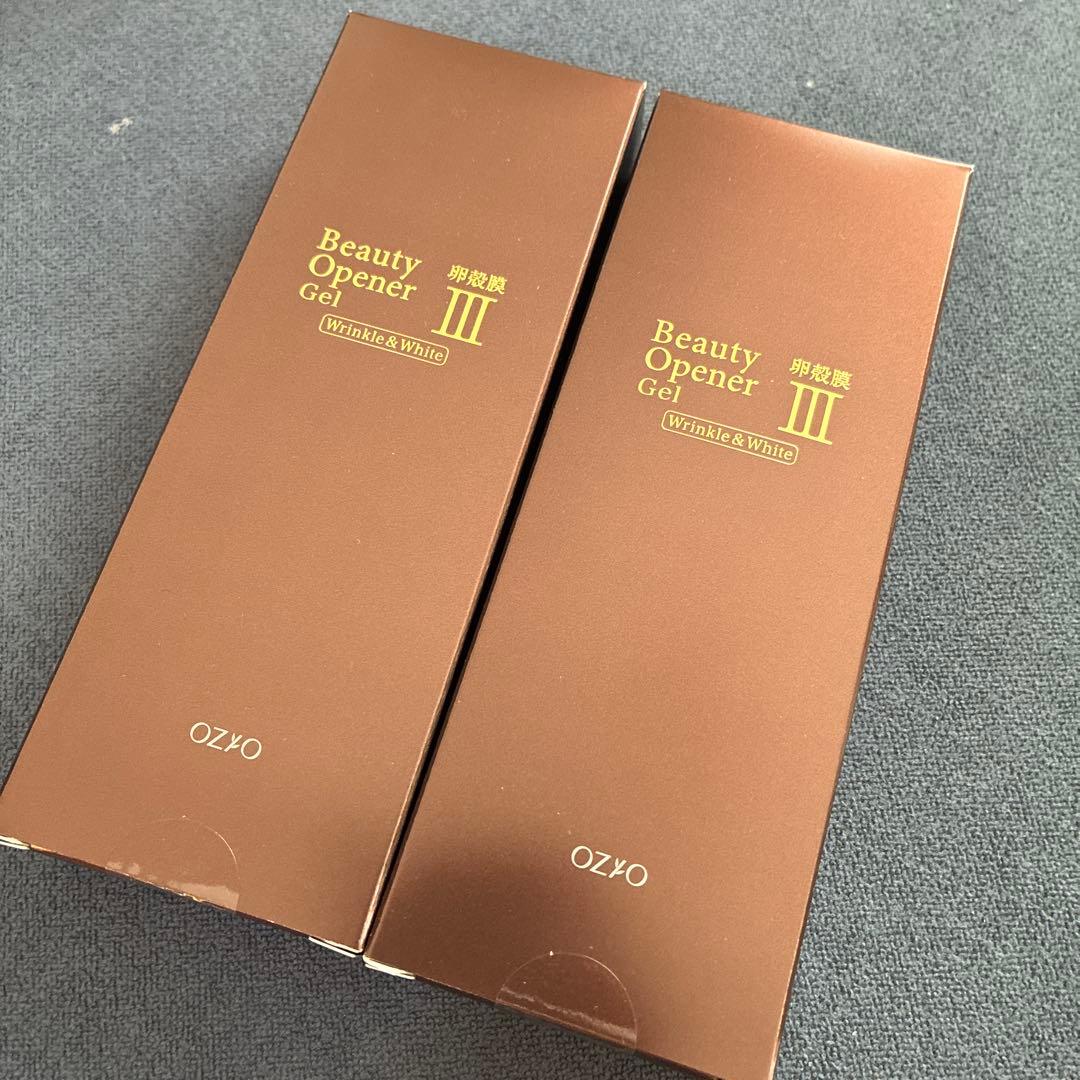 Beauty
Opener
Gel
卵殻膜
III
Wrinkle & White
OZIO
Beauty
Opener
Gel
卵殻膜
III
Wrinkle & White
OZIO